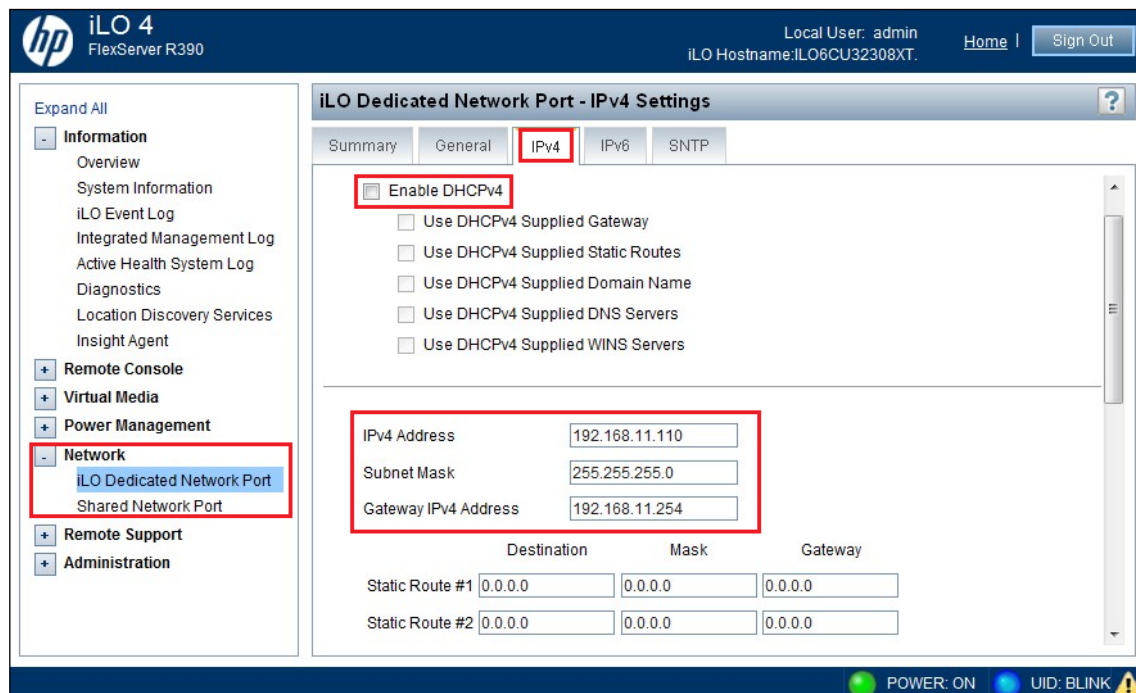 hp
iLO 4
FlexServer R390
Local User: admin
iLO Hostname:ILO6CU32308XT.
Home |
Sign Out
Expand All
- Information
Overview
System Information
iLO Event Log
Integrated Management Log
Active Health System Log
Diagnostics
Location Discovery Services
Insight Agent
+ Remote Console
+ Virtual Media
+ Power Management
- Network
iLO Dedicated Network Port
Shared Network Port
+ Remote Support
+ Administration
iLO Dedicated Network Port - IPv4 Settings
?
Summary General IPv4 IPv6 SNTP
Enable DHCPv4
Use DHCPv4 Supplied Gateway
Use DHCPv4 Supplied Static Routes
Use DHCPv4 Supplied Domain Name
Use DHCPv4 Supplied DNS Servers
Use DHCPv4 Supplied WINS Servers
IPv4 Address 192.168.11.110
Subnet Mask 255.255.255.0
Gateway IPv4 Address 192.168.11.254
Destination Mask Gateway
Static Route #1 0.0.0.0 0.0.0.0 0.0.0.0
Static Route #2 0.0.0.0 0.0.0.0 0.0.0.0
POWER: ON UID: BLINK